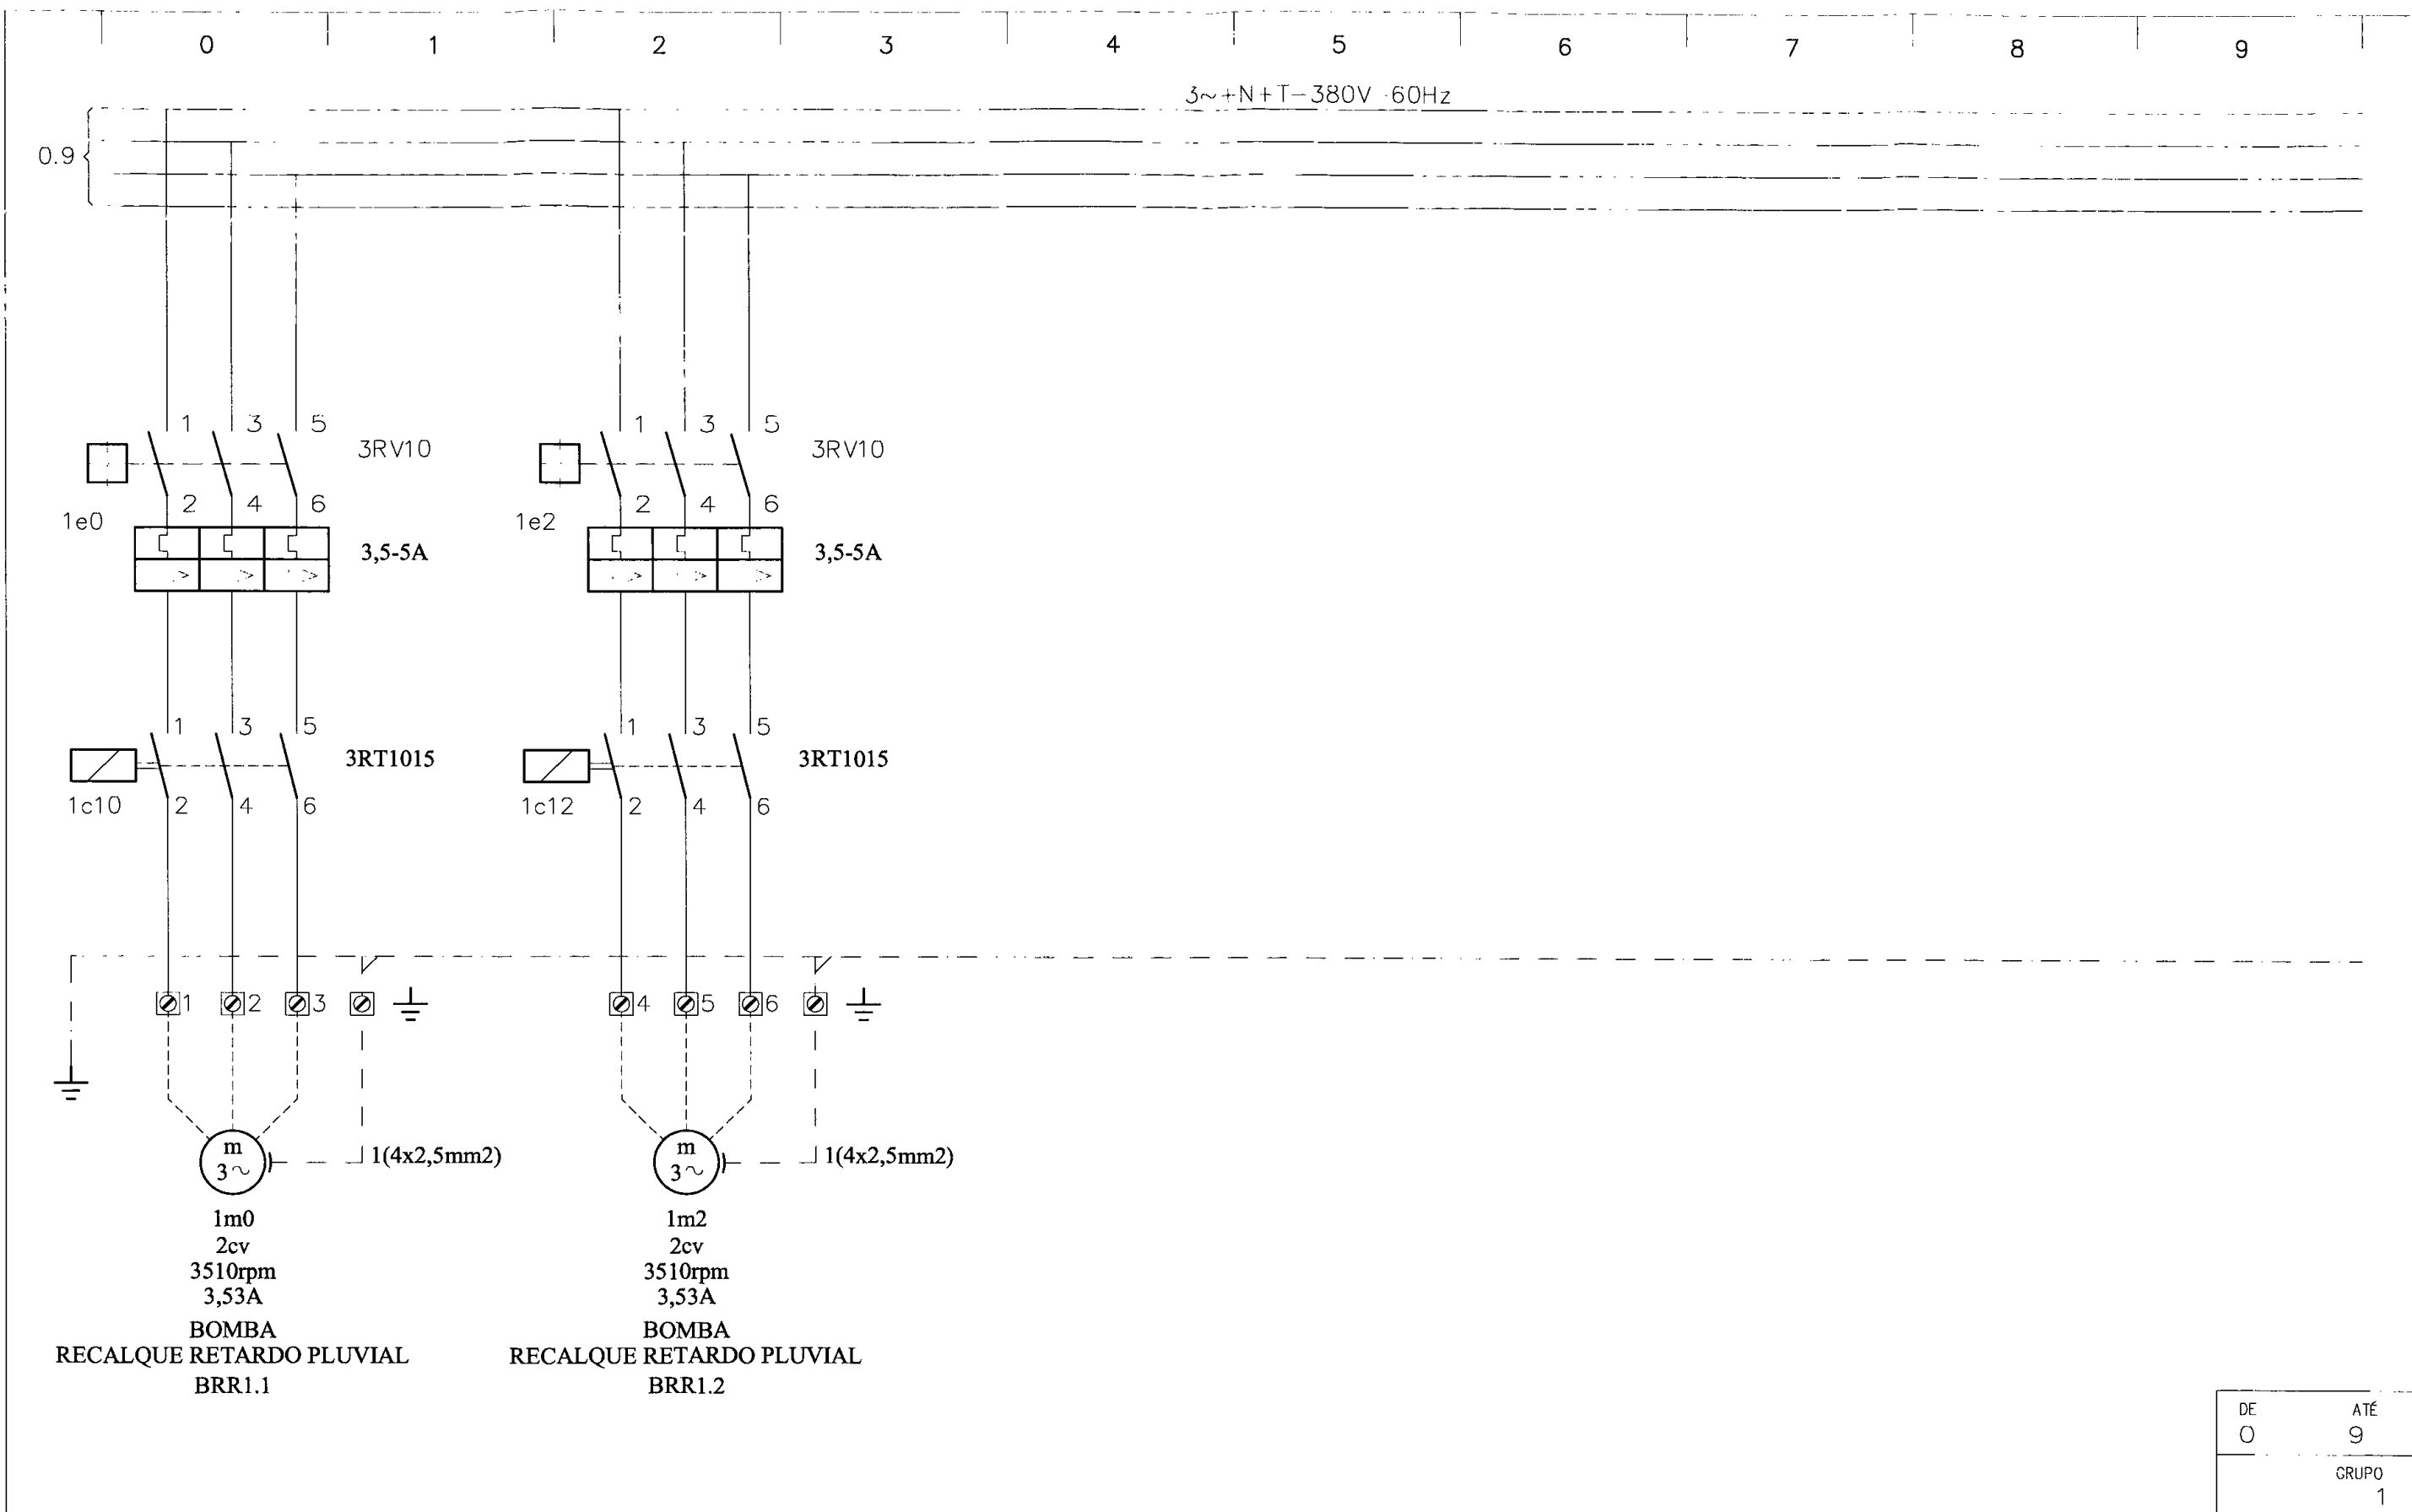 0 1 2 3 4 5 6 7 8 9
3~+N+T-380V 60Hz
0.9
1 3 5 1 3 5
3RV10 3RV10
2 4 6 2 4 6
1e0 1e2
3,5-5A 3,5-5A
> > > > > >
1 3 5 1 3 5
3RT1015 3RT1015
1c10 2 4 6 1c12 2 4 6
1 2 3 4 5 6
m m
3~ 1(4x2,5mm2) 3~ 1(4x2,5mm2)
1m0 1m2
2cv 2cv
3510rpm 3510rpm
3,53A 3,53A
BOMBA BOMBA
RECALQUE RETARDO PLUVIAL RECALQUE RETARDO PLUVIAL
BRR1.1 BRR1.2
DE ATÉ
0 9
GRUPO
1